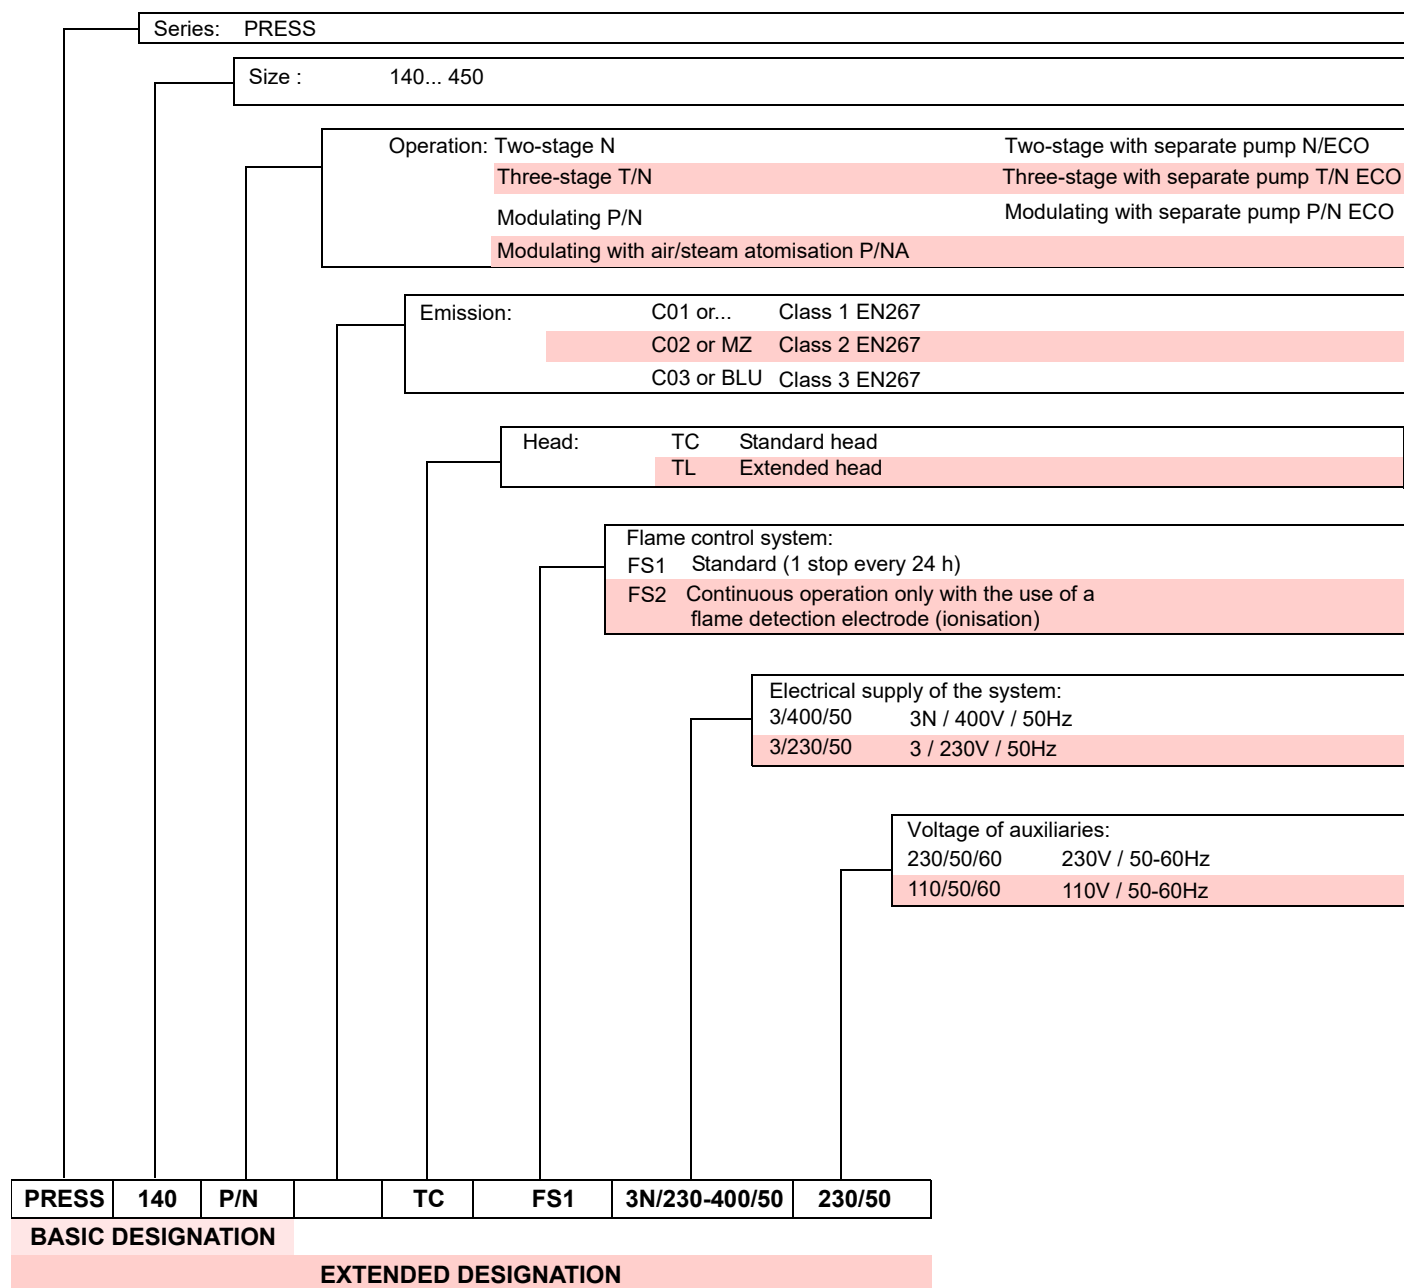 Series: PRESS
Size : 140... 450
Operation: Two-stage N Two-stage with separate pump N/ECO
Three-stage T/N Three-stage with separate pump T/N ECO
Modulating P/N Modulating with separate pump P/N ECO
Modulating with air/steam atomisation P/NA
Emission: C01 or... Class 1 EN267
C02 or MZ Class 2 EN267
C03 or BLU Class 3 EN267
Head: TC Standard head
TL Extended head
Flame control system:
FS1 Standard (1 stop every 24 h)
FS2 Continuous operation only with the use of a
flame detection electrode (ionisation)
Electrical supply of the system:
3/400/50 3N / 400V / 50Hz
3/230/50 3 / 230V / 50Hz
Voltage of auxiliaries:
230/50/60 230V / 50-60Hz
110/50/60 110V / 50-60Hz
PRESS 140 P/N TC FS1 3N/230-400/50 230/50
BASIC DESIGNATION
EXTENDED DESIGNATION